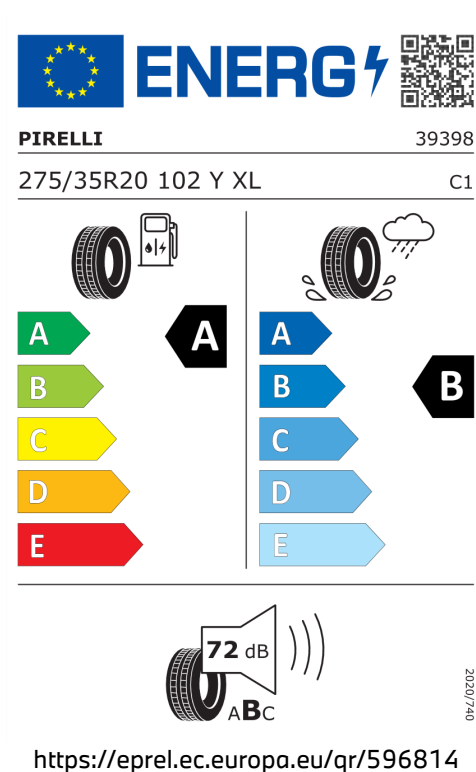 ENERG
PIRELLI 39398
275/35R20 102 Y XL C1
A A A
B B B
C C
D D
E E
72 dB
ABC
2020/740
https://eprel.ec.europa.eu/qr/596814